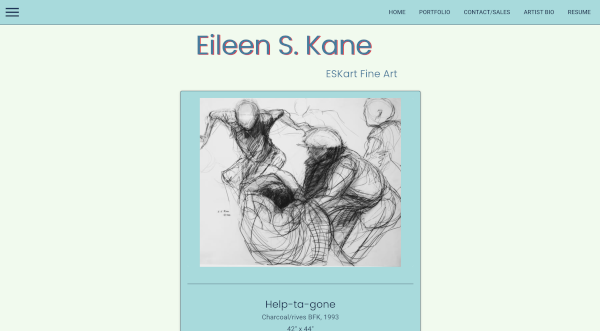 HOME PORTFOLIO CONTACT/SALES ARTIST BIO RESUME
Eileen S. Kane
ESKart Fine Art
Help-ta-gone
Charcoal/rives BFK, 1993
42" x 44"